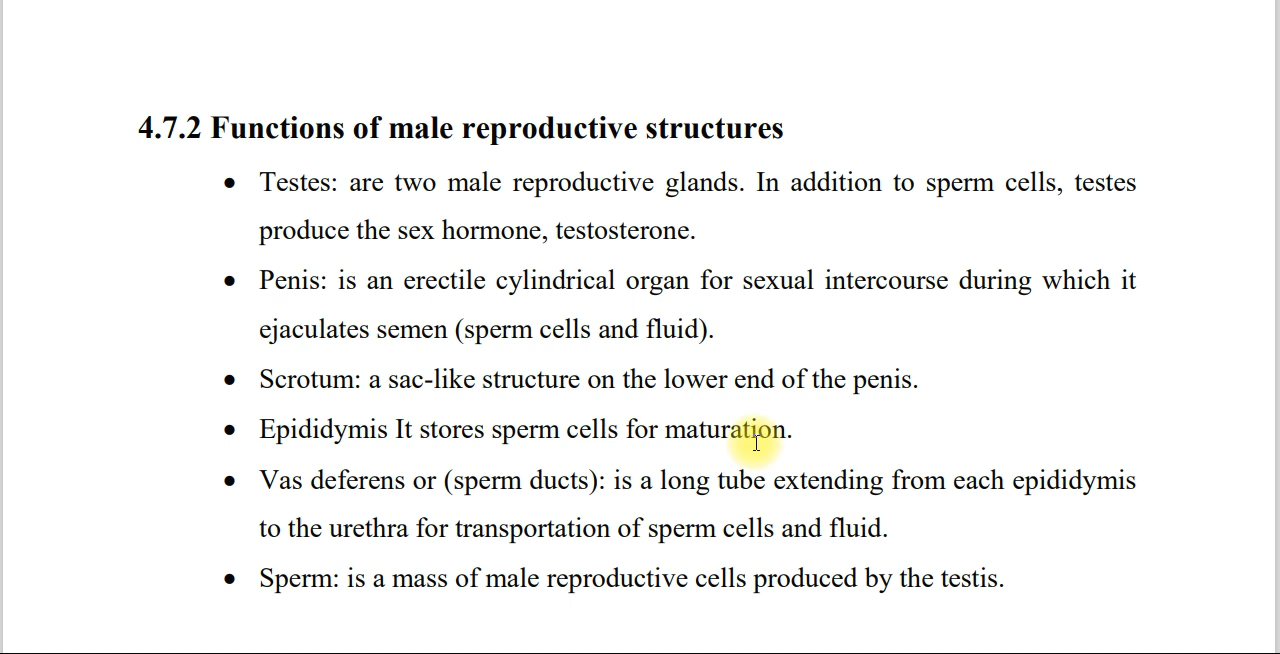 4.7.2 Functions of male reproductive structures
• Testes: are two male reproductive glands. In addition to sperm cells, testes
produce the sex hormone, testosterone.
• Penis: is an erectile cylindrical organ for sexual intercourse during which it
ejaculates semen (sperm cells and fluid).
• Scrotum: a sac-like structure on the lower end of the penis.
• Epididymis It stores sperm cells for maturation.
• Vas deferens or (sperm ducts): is a long tube extending from each epididymis
to the urethra for transportation of sperm cells and fluid.
• Sperm: is a mass of male reproductive cells produced by the testis.